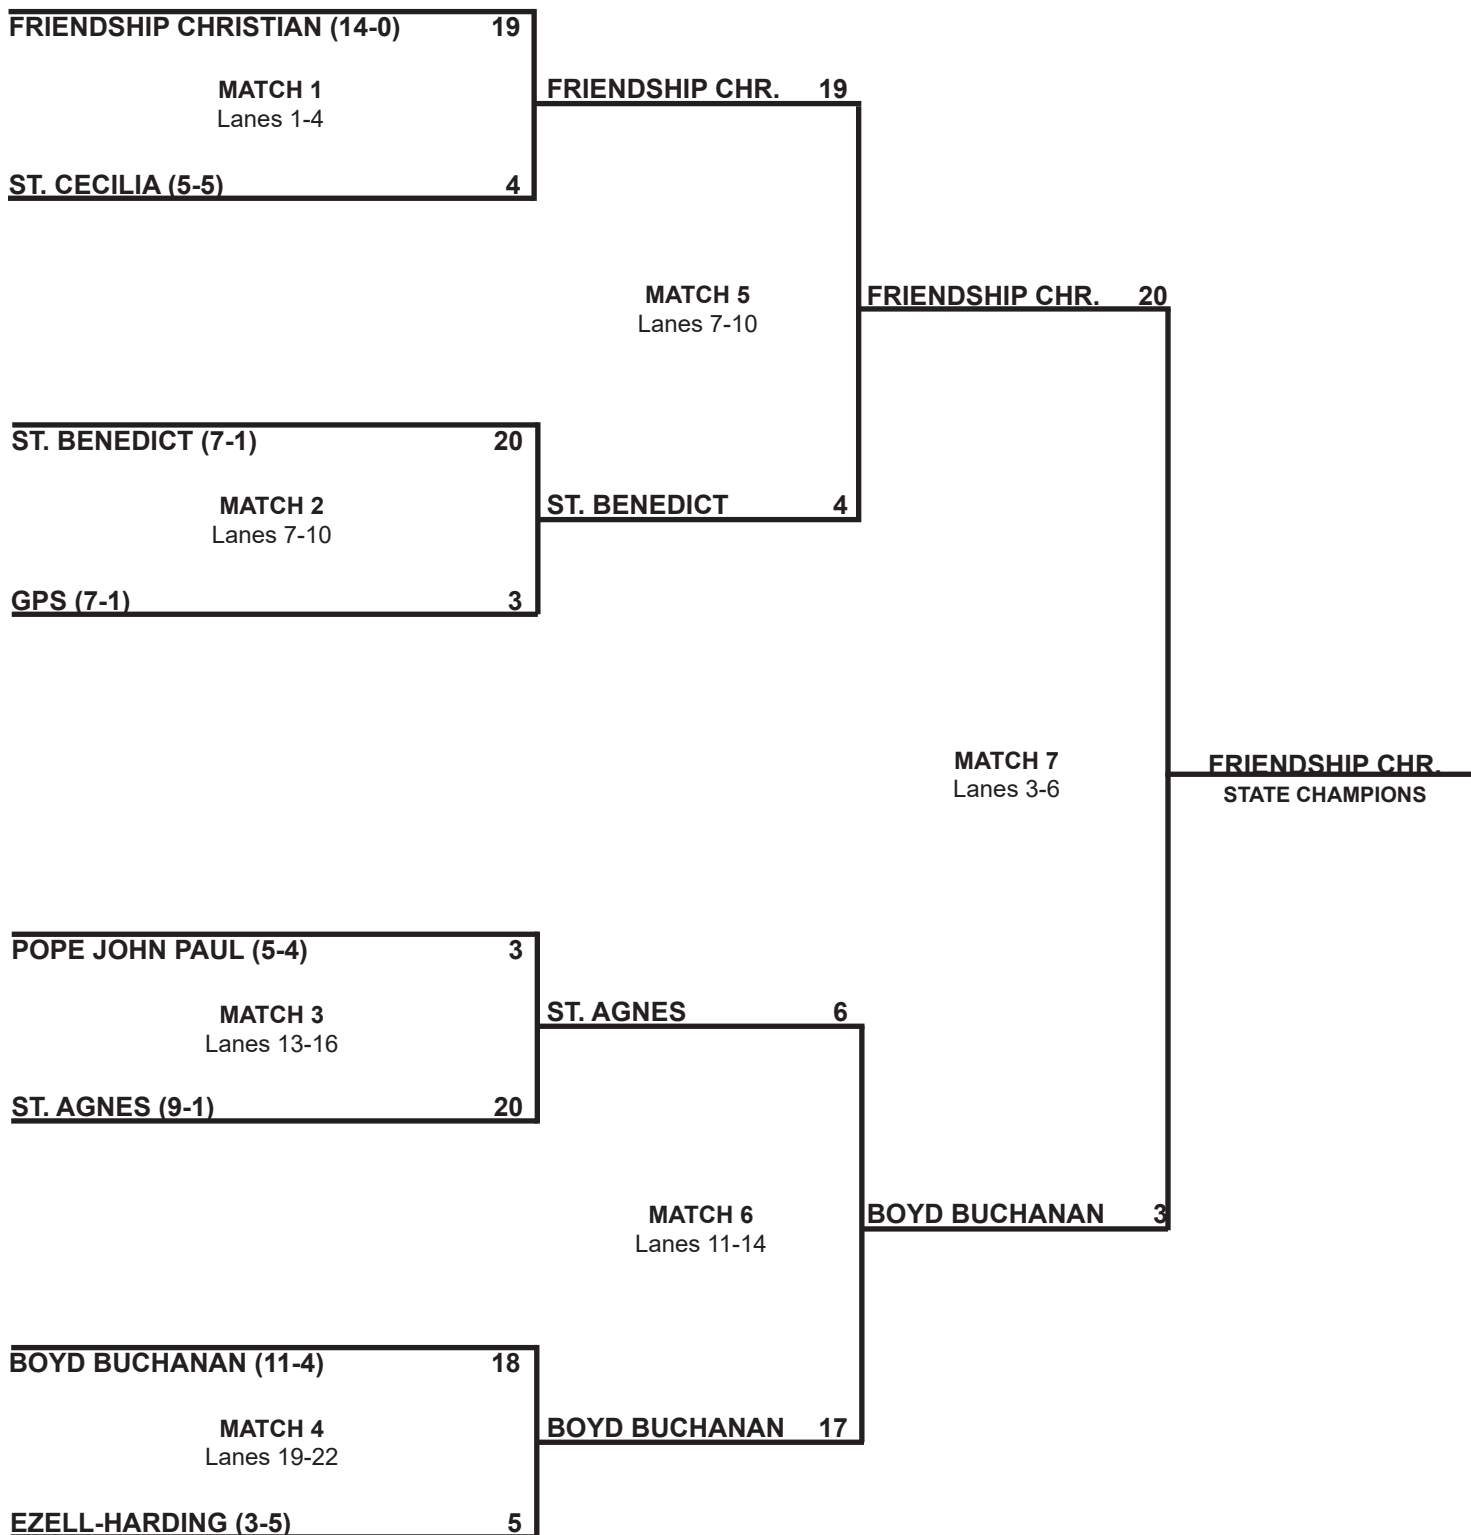 FRIENDSHIP CHRISTIAN (14-0) 19
MATCH 1
Lanes 1-4
ST. CECILIA (5-5) 4
FRIENDSHIP CHR. 19
MATCH 5
Lanes 7-10
FRIENDSHIP CHR. 20
ST. BENEDICT (7-1) 20
MATCH 2
Lanes 7-10
GPS (7-1) 3
ST. BENEDICT 4
MATCH 7
Lanes 3-6
FRIENDSHIP CHR.
STATE CHAMPIONS
POPE JOHN PAUL (5-4) 3
MATCH 3
Lanes 13-16
ST. AGNES (9-1) 20
ST. AGNES 6
MATCH 6
Lanes 11-14
BOYD BUCHANAN 3
BOYD BUCHANAN (11-4) 18
MATCH 4
Lanes 19-22
EZELL-HARDING (3-5) 5
BOYD BUCHANAN 17